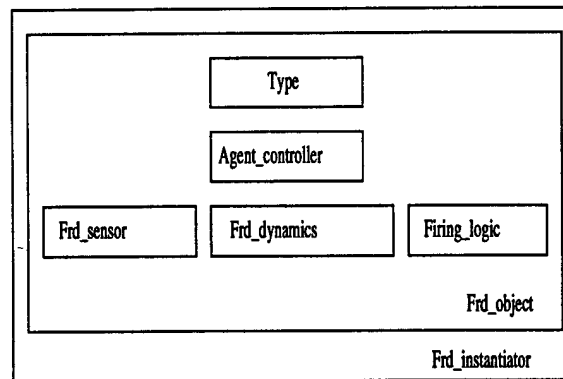 Type
Agent_controller
Frd_sensor
Frd_dynamics
Firing_logic
Frd_object
Frd_instantiator